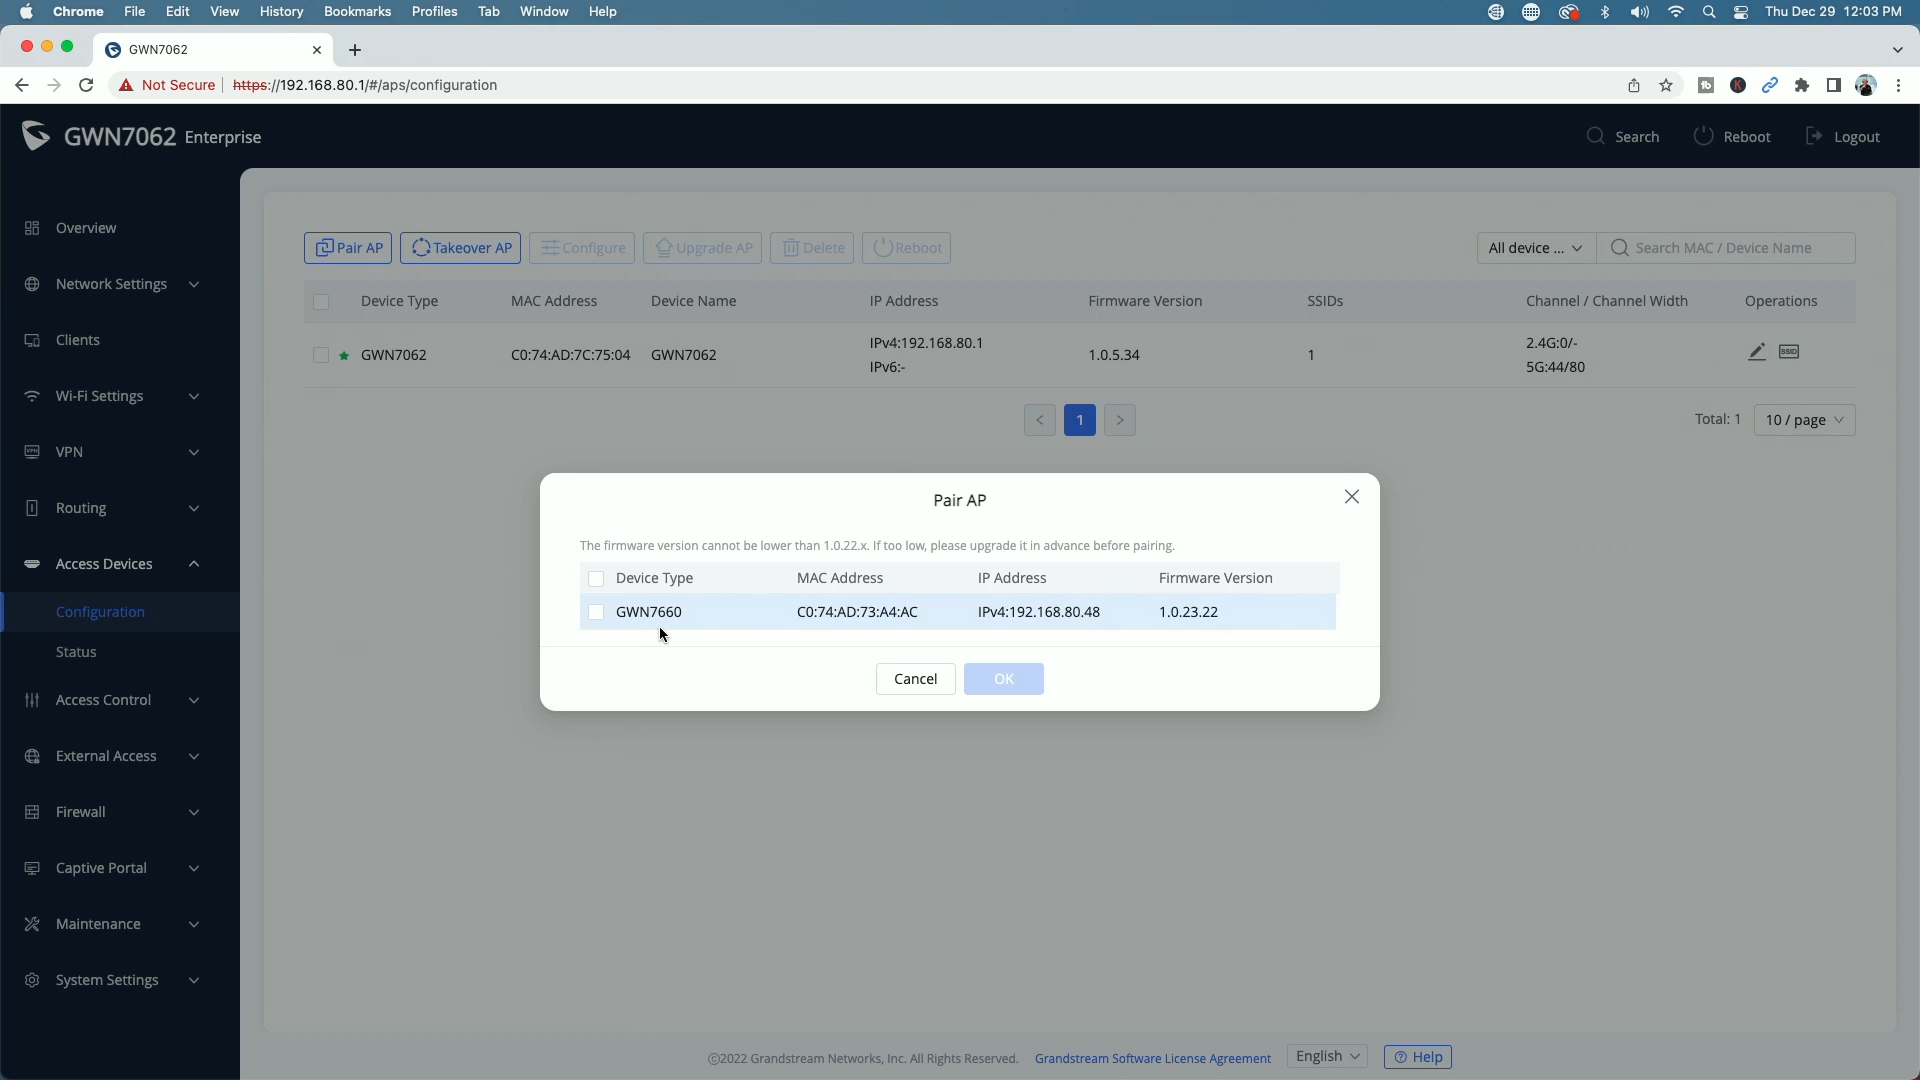 Chrome File Edit View History Bookmarks Profiles Tab Window Help Thu Dec 29 12:03 PM
GWN7062
Not Secure https://192.168.80.1/#/aps/configuration
GWN7062 Enterprise Search Reboot Logout
Overview
Network Settings
Clients
Wi-Fi Settings
VPN
Routing
Access Devices
Configuration
Status
Access Control
External Access
Firewall
Captive Portal
Maintenance
System Settings
Pair AP Takeover AP Configure Upgrade AP Delete Reboot All device ... Search MAC / Device Name
Device Type MAC Address Device Name IP Address Firmware Version SSIDs Channel / Channel Width Operations
IPv4:192.168.80.1 2.4G:0/-
GWN7062 C0:74:AD:7C:75:04 GWN7062 1.0.5.34 1 SSID
IPv6:- 5G:44/80
< 1 > Total: 1 10 / page
Pair AP
The firmware version cannot be lower than 1.0.22.x. If too low, please upgrade it in advance before pairing.
Device Type MAC Address IP Address Firmware Version
GWN7660 C0:74:AD:73:A4:AC IPv4:192.168.80.48 1.0.23.22
Cancel OK
©2022 Grandstream Networks, Inc. All Rights Reserved. Grandstream Software License Agreement English Help